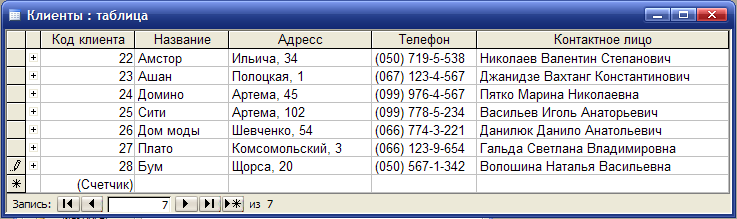 Клиенты : таблица
Код клиента Название Адресс Телефон Контактное лицо
+ 22 Амстор Ильича, 34 (050) 719-5-538 Николаев Валентин Степанович
+ 23 Ашан Полоцкая, 1 (067) 123-4-567 Джанидзе Вахтанг Константинович
+ 24 Домино Артема, 45 (099) 976-4-567 Пятко Марина Николаевна
+ 25 Сити Артема, 102 (099) 778-5-234 Васильев Иголь Анаторьевич
+ 26 Дом моды Шевченко, 54 (066) 774-3-221 Данилюк Данило Анатольевич
+ 27 Плато Комсомольский, 3 (066) 123-9-654 Гальда Светлана Владимировна
+ 28 Бум Щорса, 20 (050) 567-1-342 Волошина Наталья Васильевна
(Счетчик)
Запись: 7 из 7